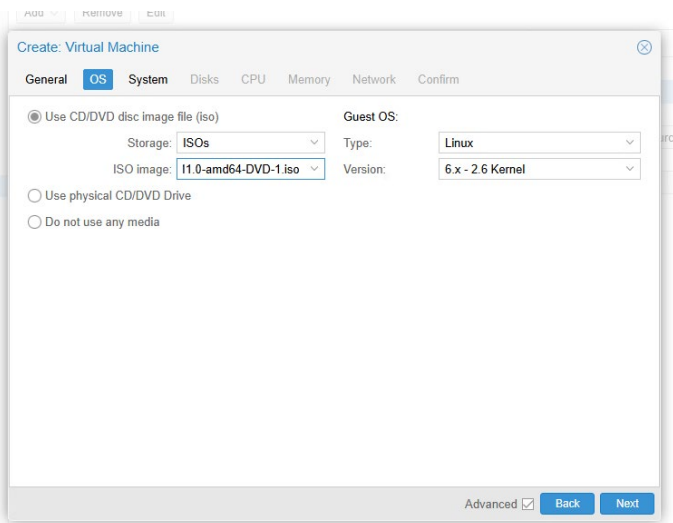 Add Remove Edit
Create: Virtual Machine
General OS System Disks CPU Memory Network Confirm
Use CD/DVD disc image file (iso) Guest OS:
Storage: ISOs Type: Linux
ISO image: l1.0-amd64-DVD-1.iso Version: 6.x - 2.6 Kernel
Use physical CD/DVD Drive
Do not use any media
Advanced Back Next